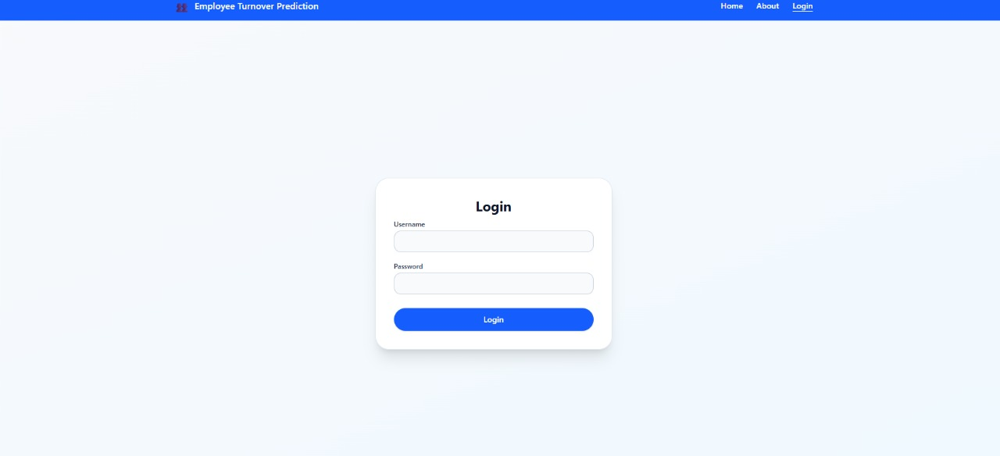 Employee Turnover Prediction
Home About Login
Login
Username
Password
Login